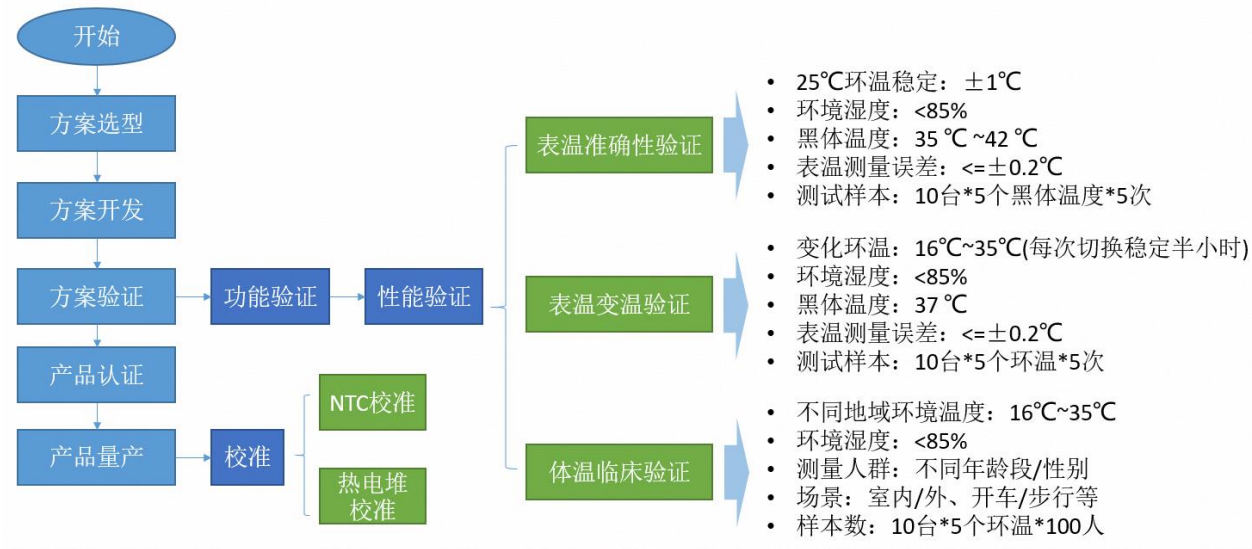 开始
方案选型
方案开发
方案验证
功能验证
性能验证
产品认证
产品量产
校准
NTC校准
热电堆
校准
表温准确性验证
• 25℃环温稳定：±1℃
• 环境湿度：<85%
• 黑体温度：35 ℃ ~42 ℃
• 表温测量误差：<=±0.2℃
• 测试样本：10台*5个黑体温度*5次
表温变温验证
• 变化环温：16℃~35℃(每次切换稳定半小时)
• 环境湿度：<85%
• 黑体温度：37 ℃
• 表温测量误差：<=±0.2℃
• 测试样本：10台*5个环温*5次
体温临床验证
• 不同地域环境温度：16℃~35℃
• 环境湿度：<85%
• 测量人群：不同年龄段/性别
• 场景：室内/外、开车/步行等
• 样本数：10台*5个环温*100人